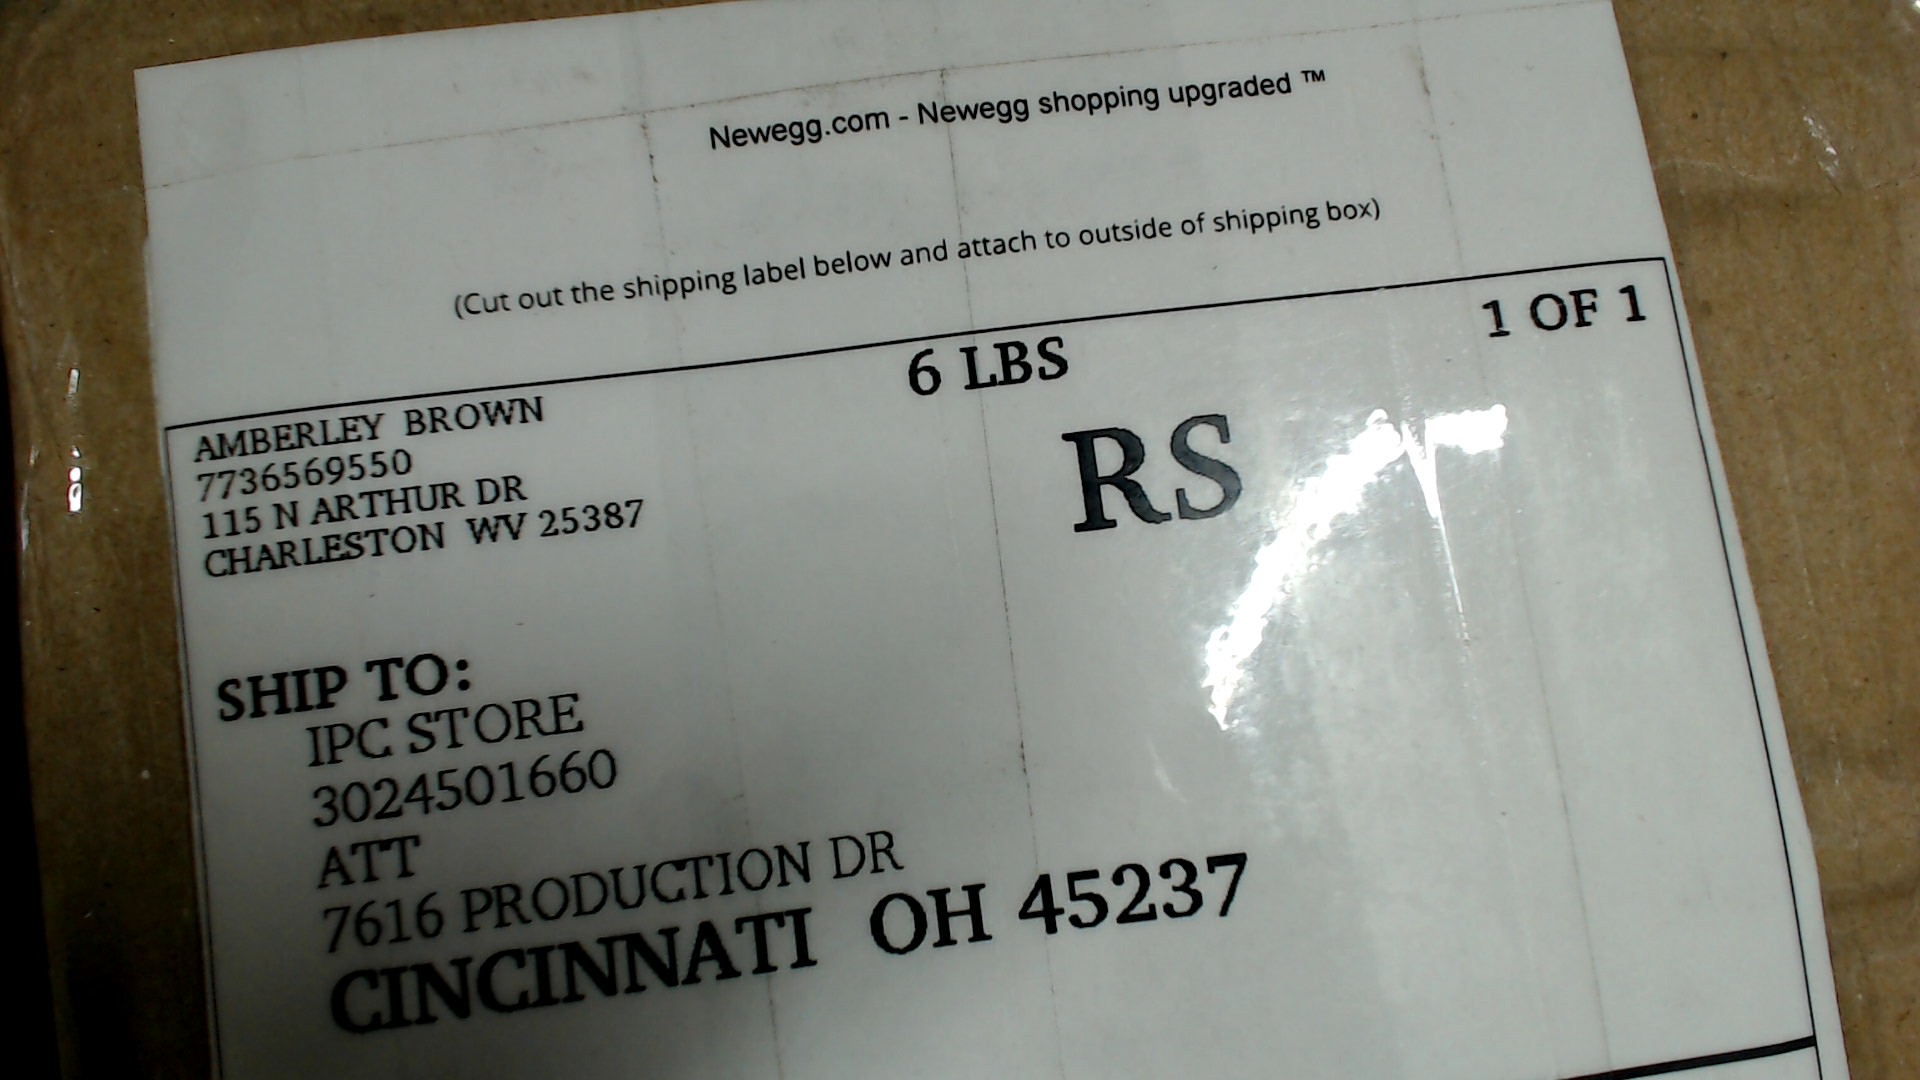 Newegg.com - Newegg shopping upgraded ™
(Cut out the shipping label below and attach to outside of shipping box)
6 LBS
1 OF 1
AMBERLEY BROWN
7736569550
115 N ARTHUR DR
CHARLESTON WV 25387
RS
SHIP TO:
IPC STORE
3024501660
ATT
7616 PRODUCTION DR
CINCINNATI OH 45237